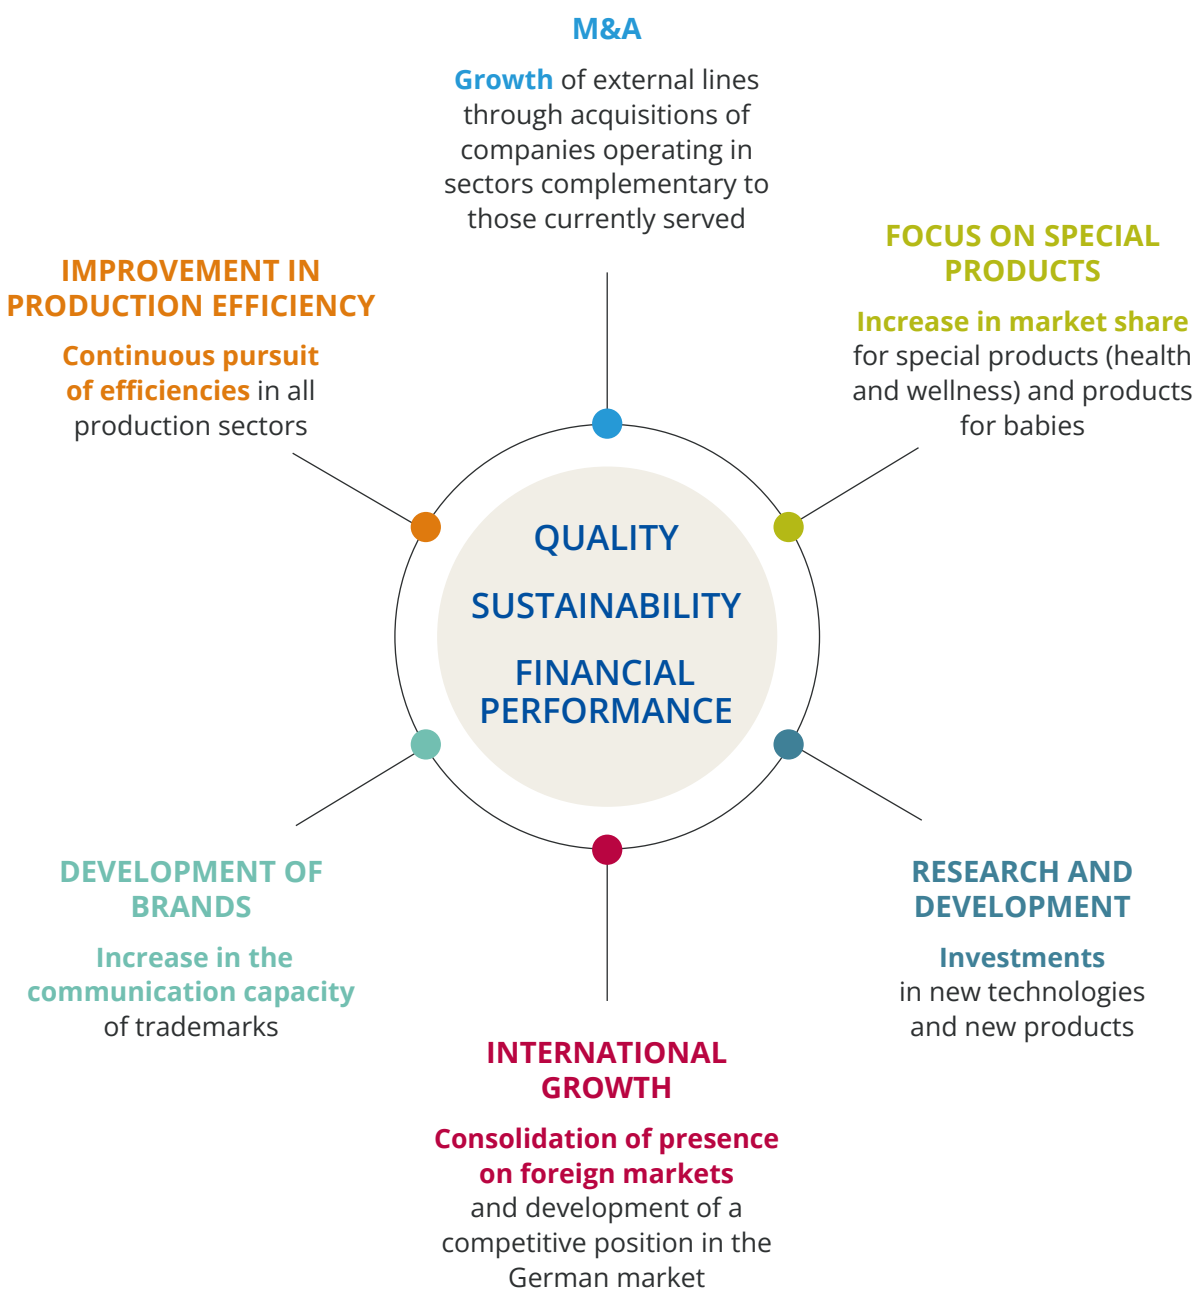 M&A
Growth of external lines
through acquisitions of
companies operating in
sectors complementary to
those currently served
FOCUS ON SPECIAL
PRODUCTS
Increase in market share
for special products (health
and wellness) and products
for babies
IMPROVEMENT IN
PRODUCTION EFFICIENCY
Continuous pursuit
of efficiencies in all
production sectors
QUALITY
SUSTAINABILITY
FINANCIAL
PERFORMANCE
DEVELOPMENT OF
BRANDS
Increase in the
communication capacity
of trademarks
RESEARCH AND
DEVELOPMENT
Investments
in new technologies
and new products
INTERNATIONAL
GROWTH
Consolidation of presence
on foreign markets
and development of a
competitive position in the
German market